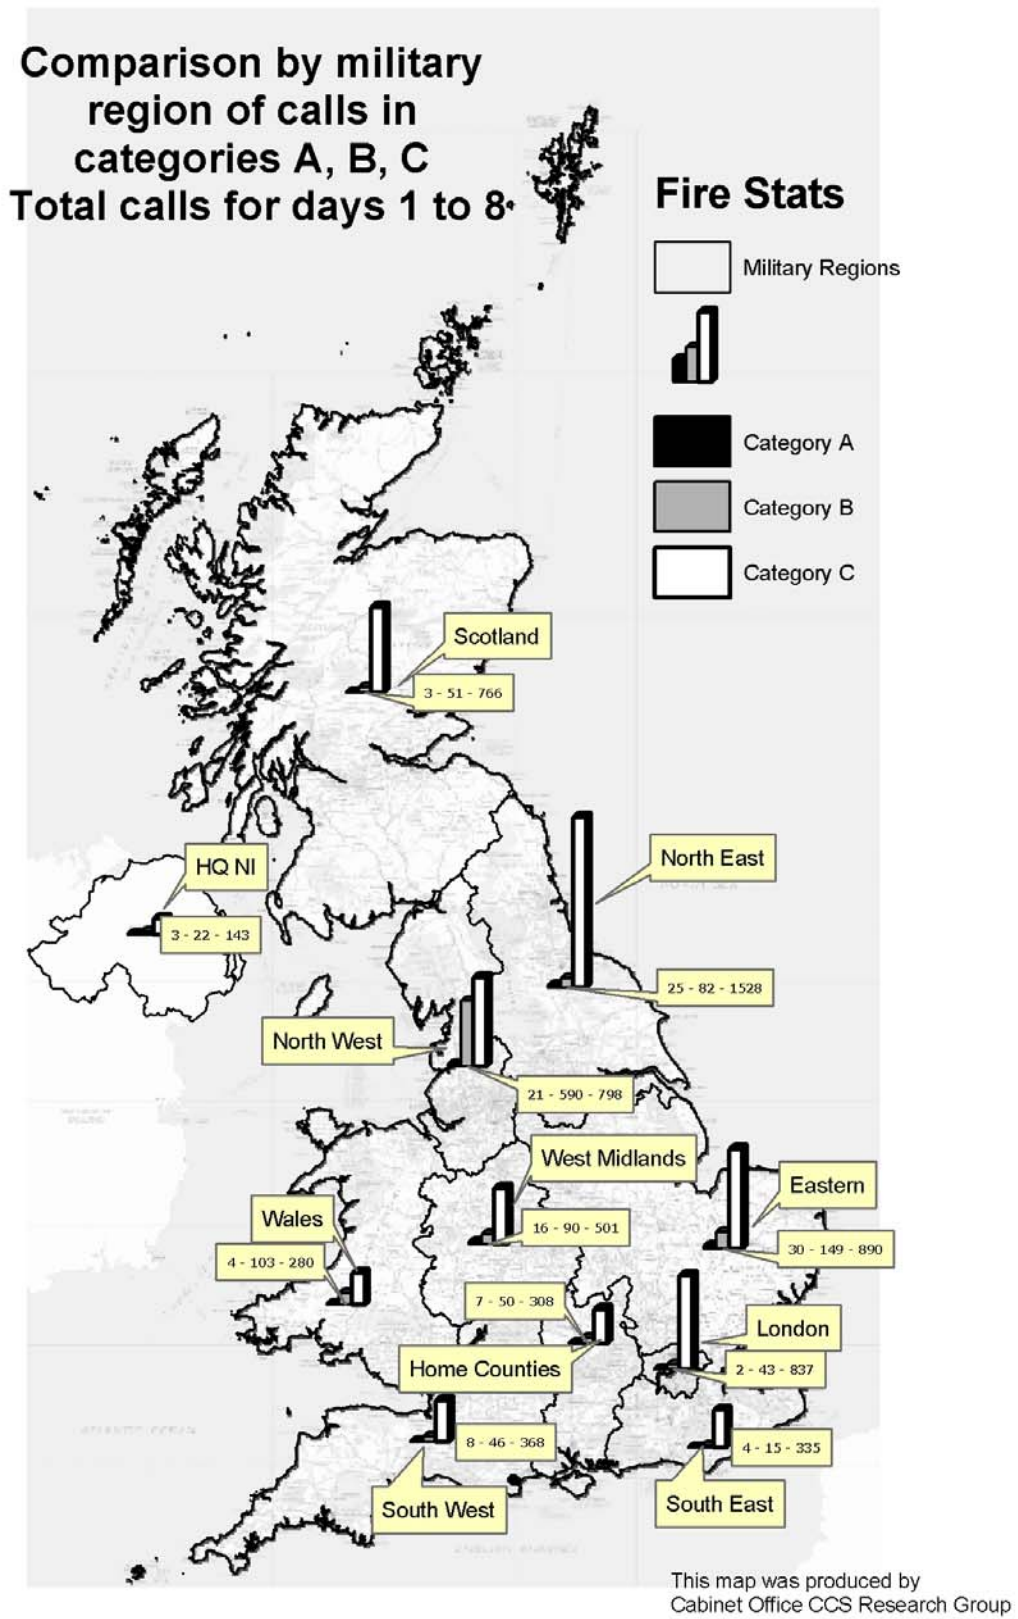 Comparison by military
region of calls in
categories A, B, C
Total calls for days 1 to 8
Fire Stats
Military Regions
Category A
Category B
Category C
Scotland
3 - 51 - 766
HQ NI
3 - 22 - 143
North East
25 - 82 - 1528
North West
21 - 590 - 798
West Midlands
16 - 90 - 501
Eastern
30 - 149 - 890
Wales
4 - 103 - 280
7 - 50 - 308
Home Counties
London
2 - 43 - 837
8 - 46 - 368
South West
4 - 15 - 335
South East
This map was produced by
Cabinet Office CCS Research Group